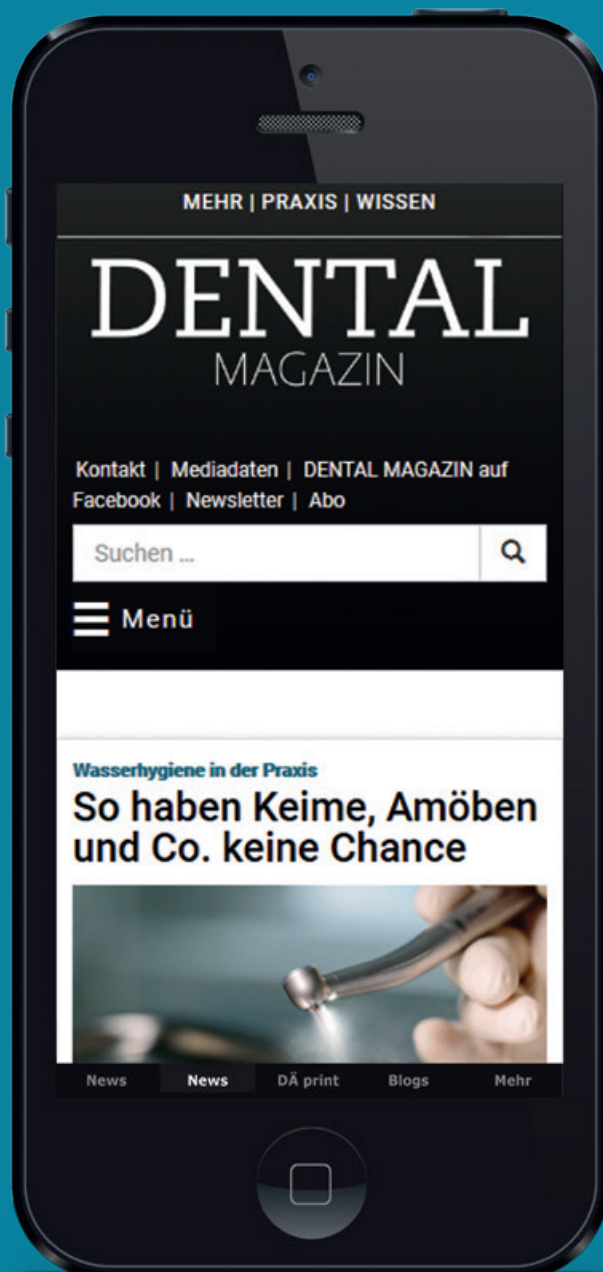 MEHR | PRAXIS | WISSEN
DENTAL
MAGAZIN
Kontakt | Mediadaten | DENTAL MAGAZIN auf
Facebook | Newsletter | Abo
Suchen ...
Menü
Wasserhygiene in der Praxis
So haben Keime, Amöben
und Co. keine Chance
News News DÄ print Blogs Mehr